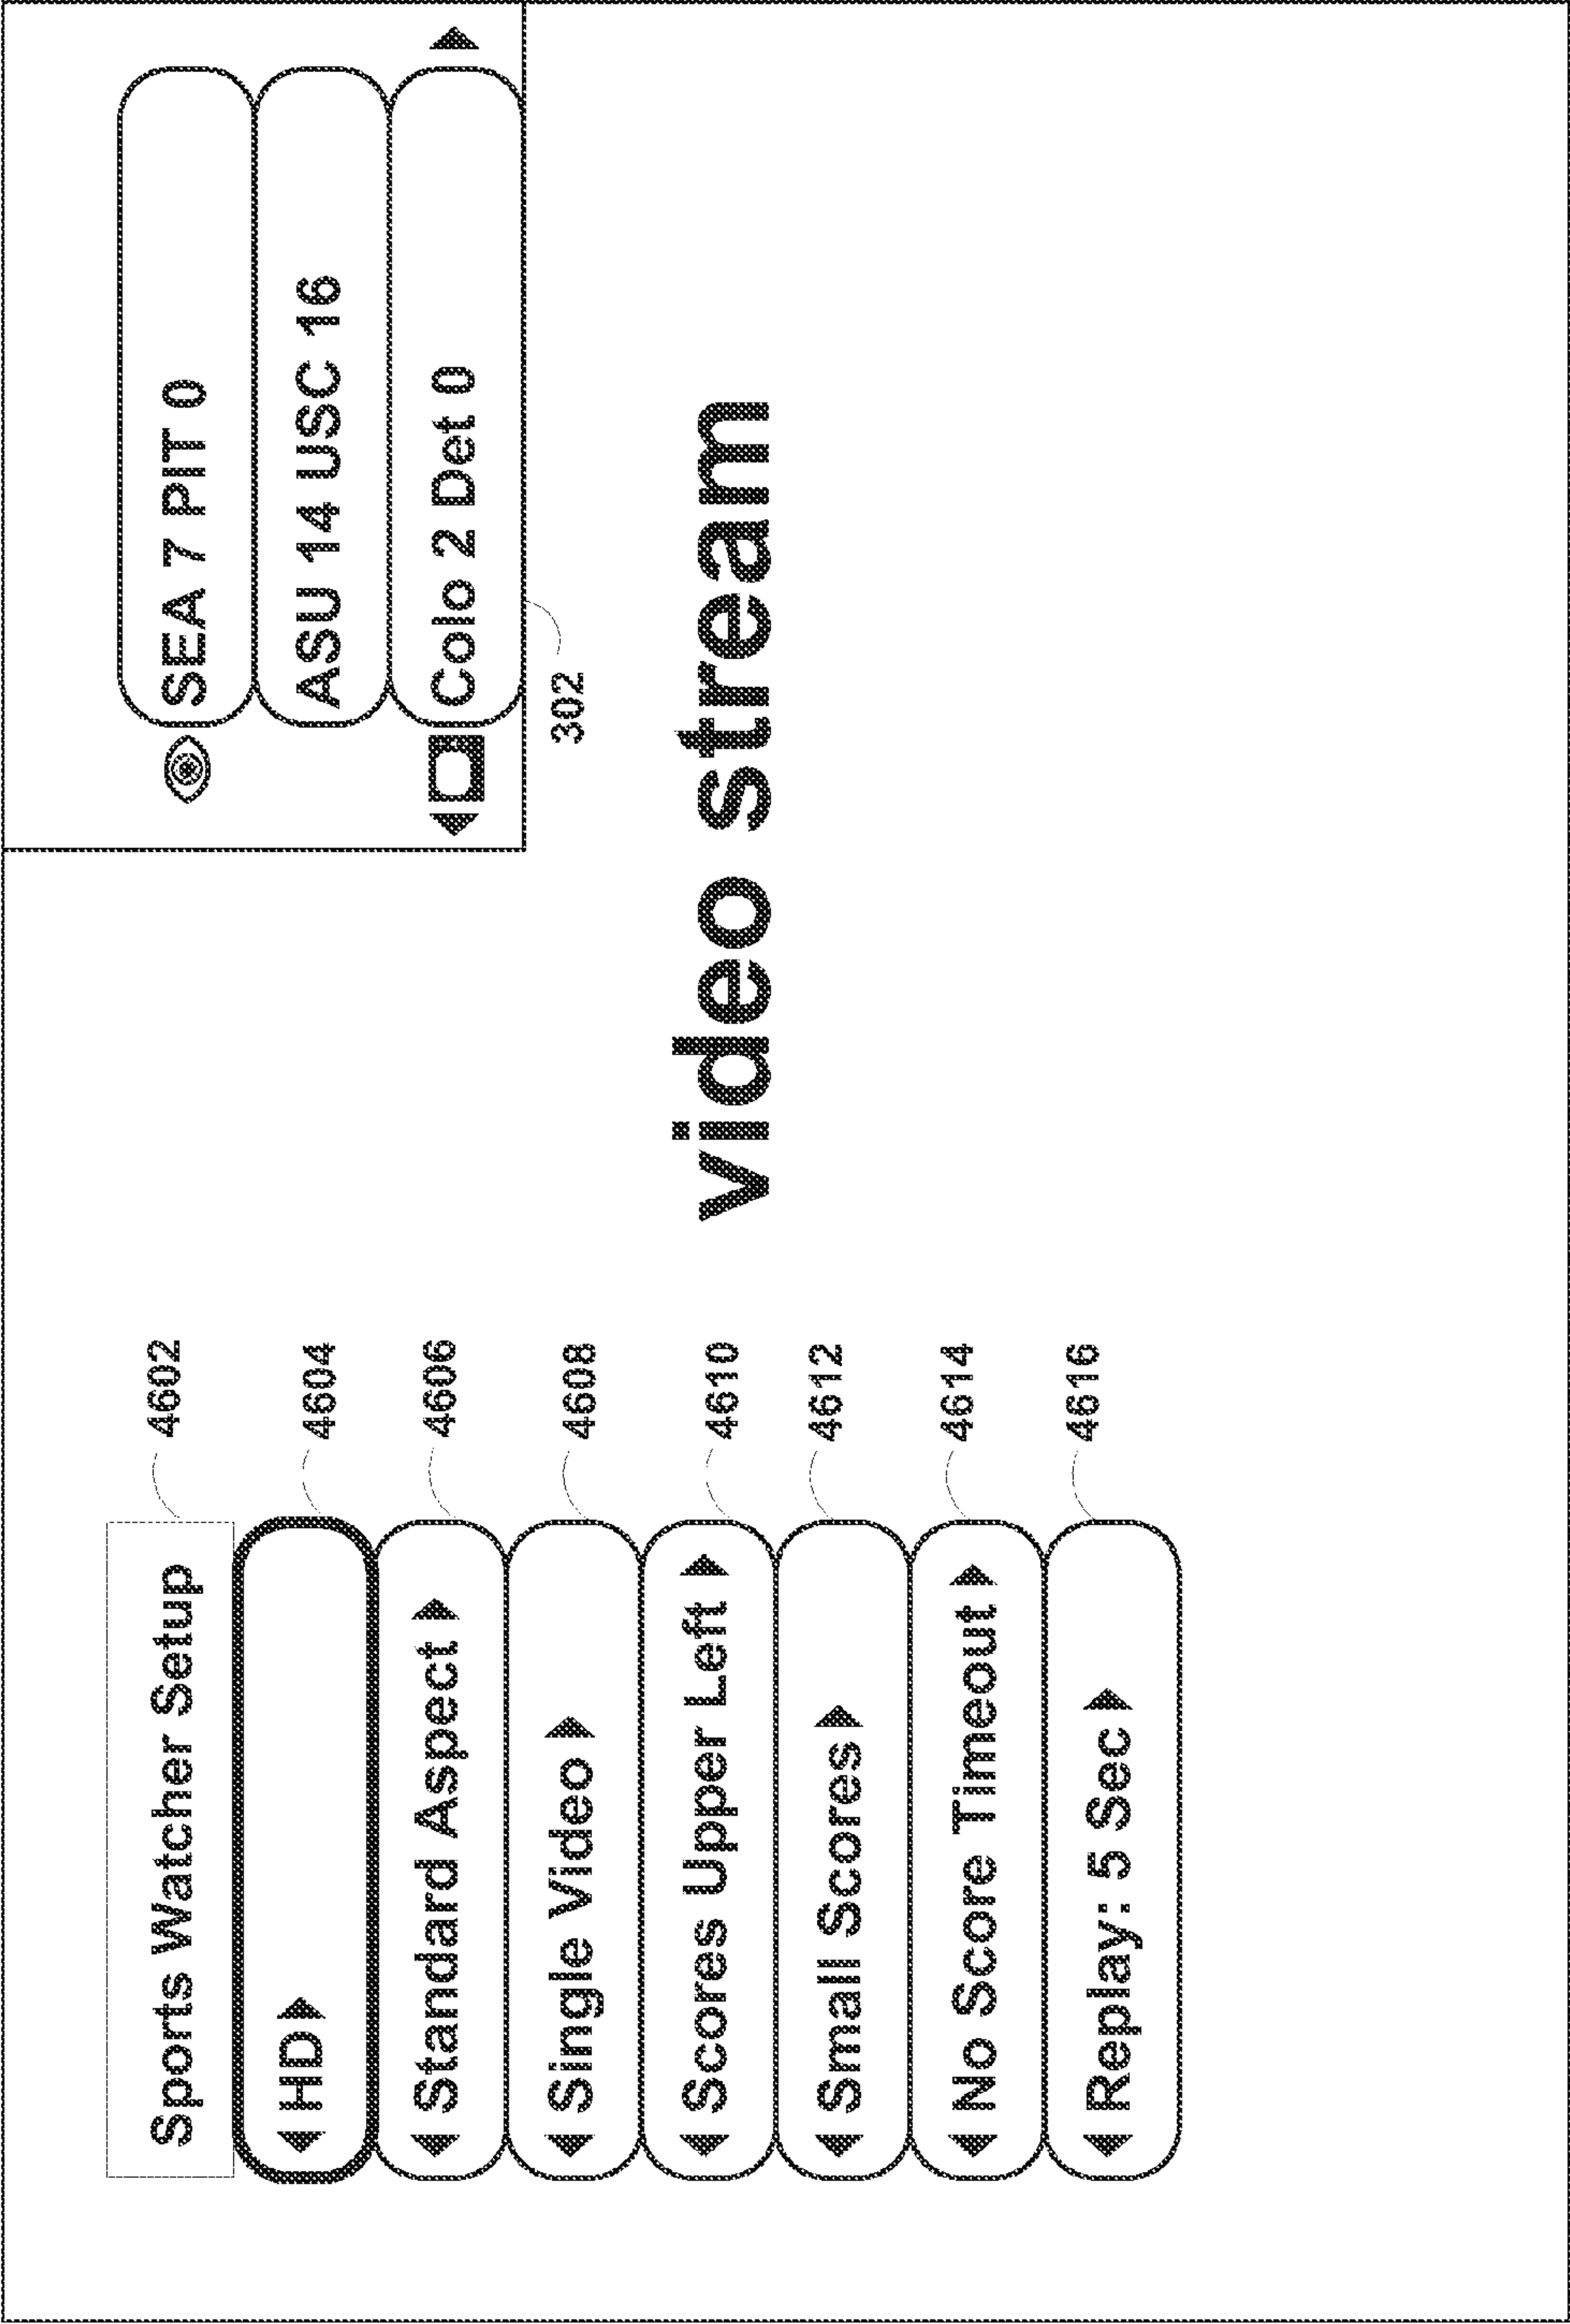 Sports Watcher Setup
4602
HD
4604
Standard Aspect
4606
Single Video
4608
Scores Upper Left
4610
Small Scores
4612
No Score Timeout
4614
Replay: 5 Sec
4616
SEA 7 PIT 0
ASU 14 USC 16
Colo 2 Det 0
302
video stream